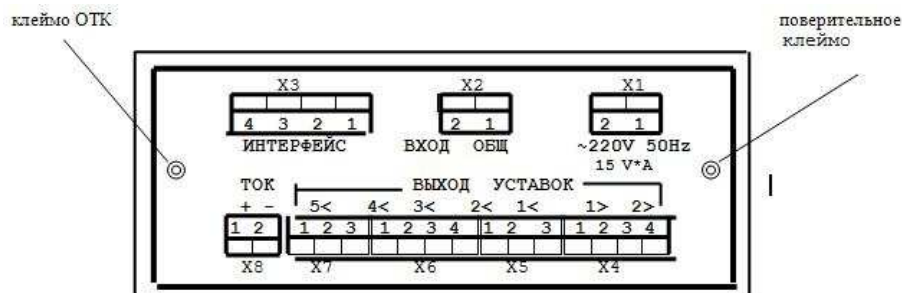 клеймо ОТК
поверительное
клеймо
X3 X2 X1
4 3 2 1 2 1 2 1
ИНТЕРФЕЙС ВХОД ОБЩ ~220V 50Hz
15 V*A
ТОК ВЫХОД УСТАВОК
+ - 5< 4< 3< 2< 1< 1> 2>
1 2 1 2 3 1 2 3 4 1 2 3 1 2 3 4
X8 X7 X6 X5 X4